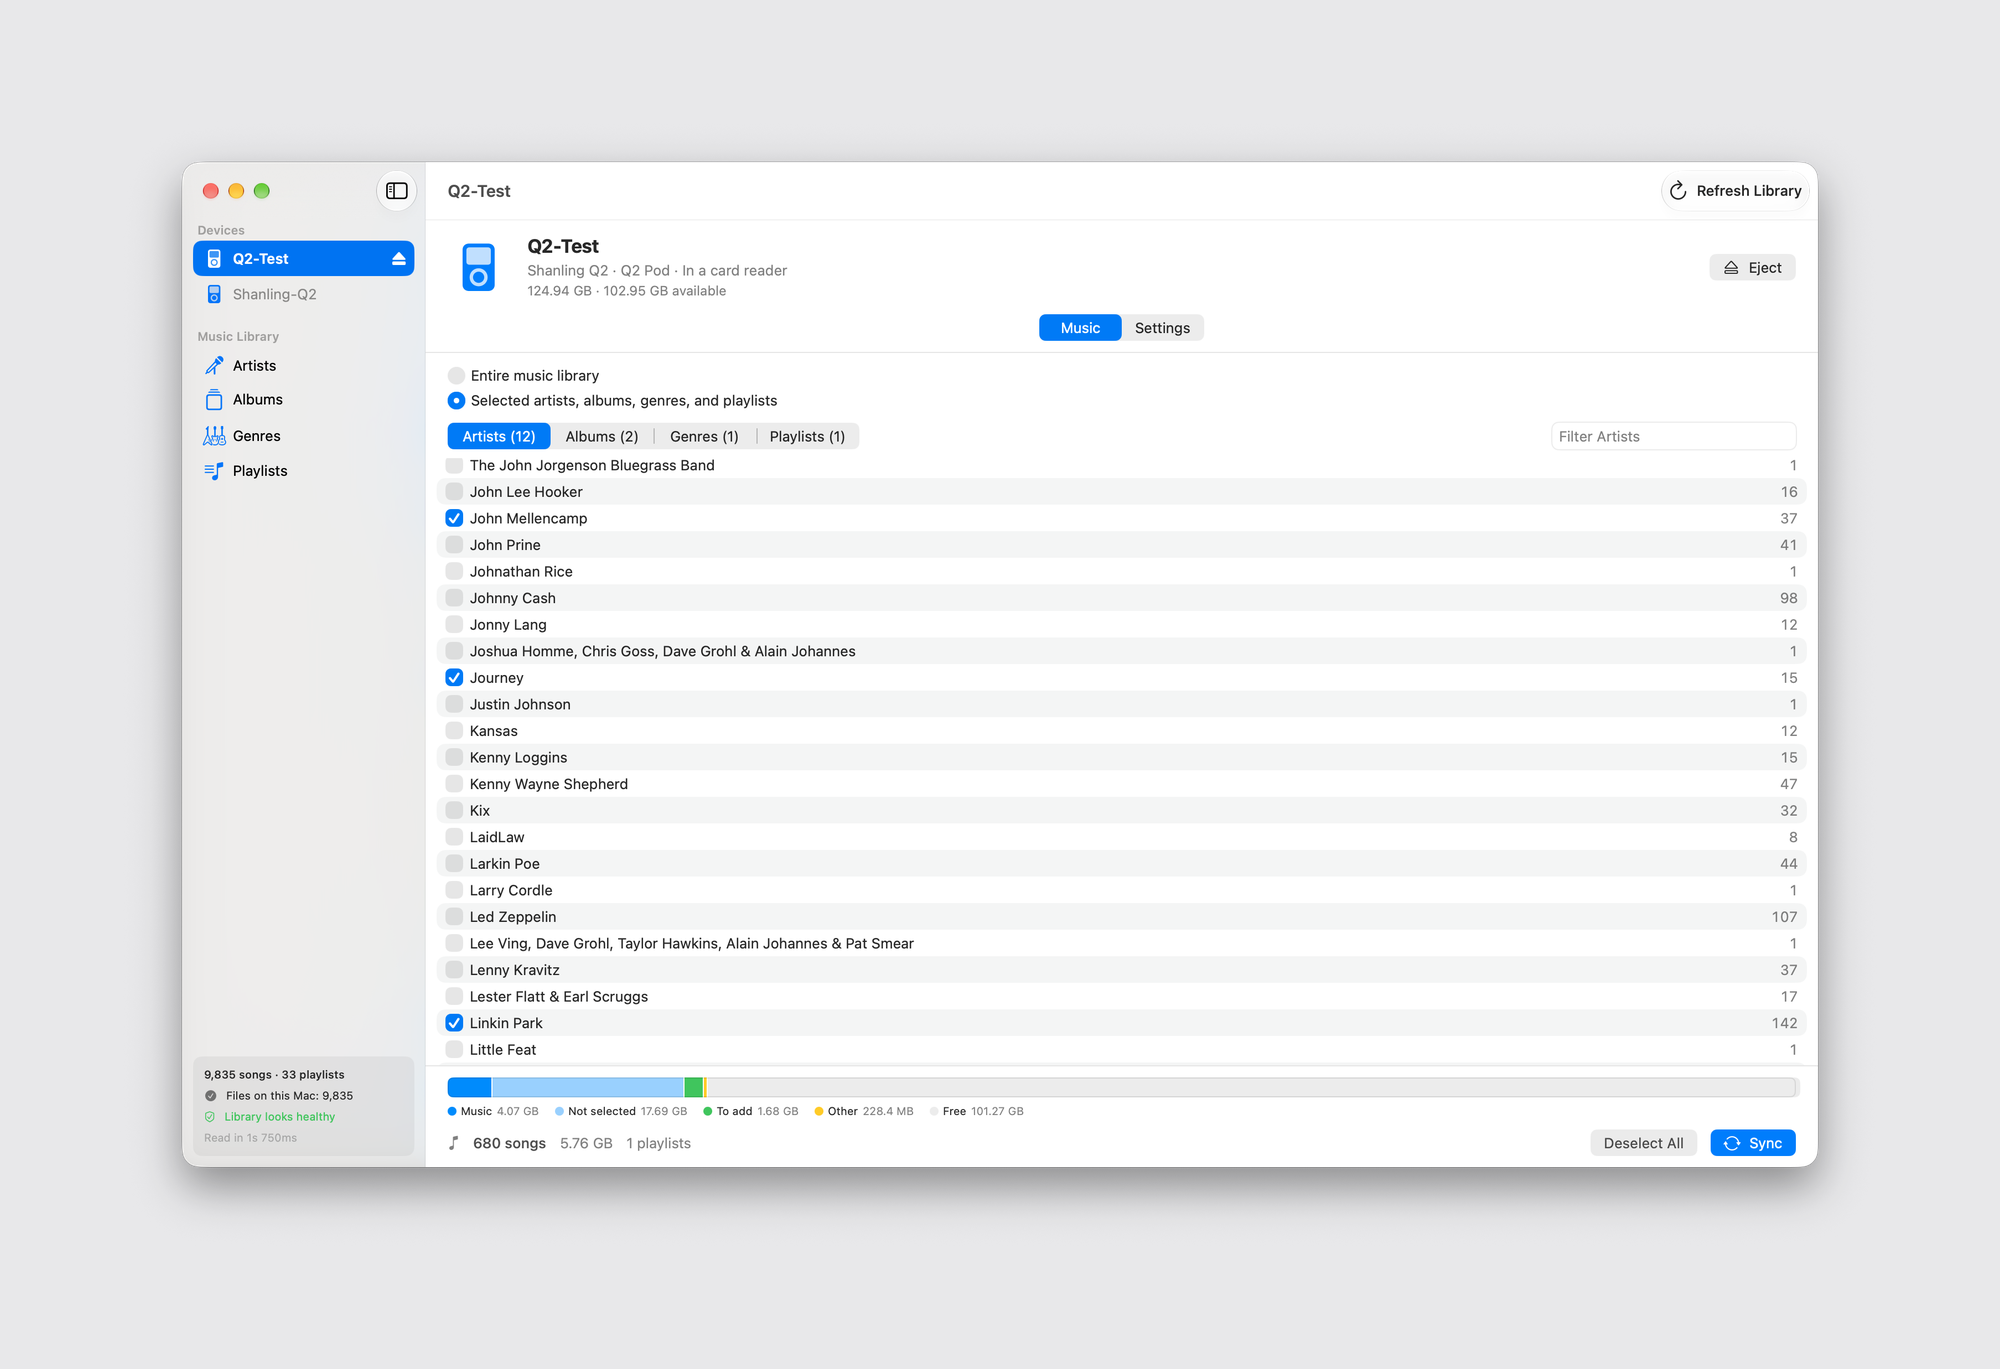 Q2-Test
Refresh Library
Devices
Q2-Test
Shanling-Q2
Music Library
Artists
Albums
Genres
Playlists
9,835 songs · 33 playlists
Files on this Mac: 9,835
Library looks healthy
Read in 1s 750ms
Q2-Test
Shanling Q2 · Q2 Pod · In a card reader
124.94 GB · 102.95 GB available
Eject
Music Settings
Entire music library
Selected artists, albums, genres, and playlists
Artists (12) Albums (2) Genres (1) Playlists (1) Filter Artists
The John Jorgenson Bluegrass Band 1
John Lee Hooker 16
John Mellencamp 37
John Prine 41
Johnathan Rice 1
Johnny Cash 98
Jonny Lang 12
Joshua Homme, Chris Goss, Dave Grohl & Alain Johannes 1
Journey 15
Justin Johnson 1
Kansas 12
Kenny Loggins 15
Kenny Wayne Shepherd 47
Kix 32
LaidLaw 8
Larkin Poe 44
Larry Cordle 1
Led Zeppelin 107
Lee Ving, Dave Grohl, Taylor Hawkins, Alain Johannes & Pat Smear 1
Lenny Kravitz 37
Lester Flatt & Earl Scruggs 17
Linkin Park 142
Little Feat 1
Music 4.07 GB Not selected 17.69 GB To add 1.68 GB Other 228.4 MB Free 101.27 GB
680 songs 5.76 GB 1 playlists Deselect All Sync